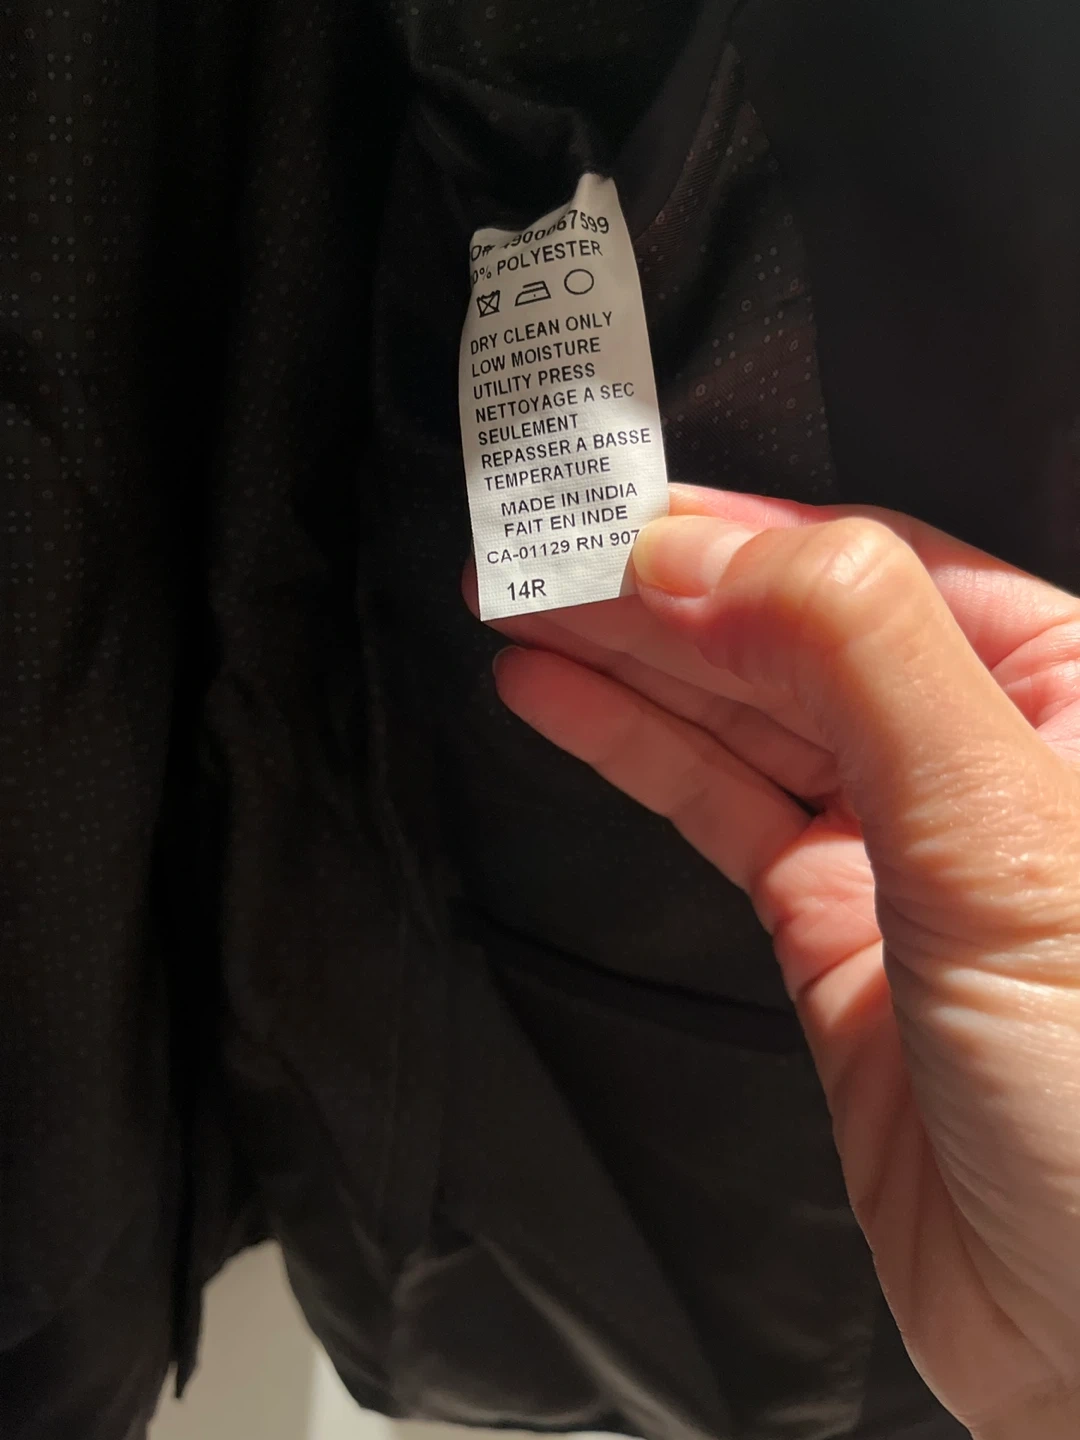 67599
% POLYESTER
DRY CLEAN ONLY
LOW MOISTURE
UTILITY PRESS
NETTOYAGE A SEC
SEULEMENT
REPASSER A BASSE
TEMPERATURE
MADE IN INDIA
FAIT EN INDE
CA-01129 RN 907
14R